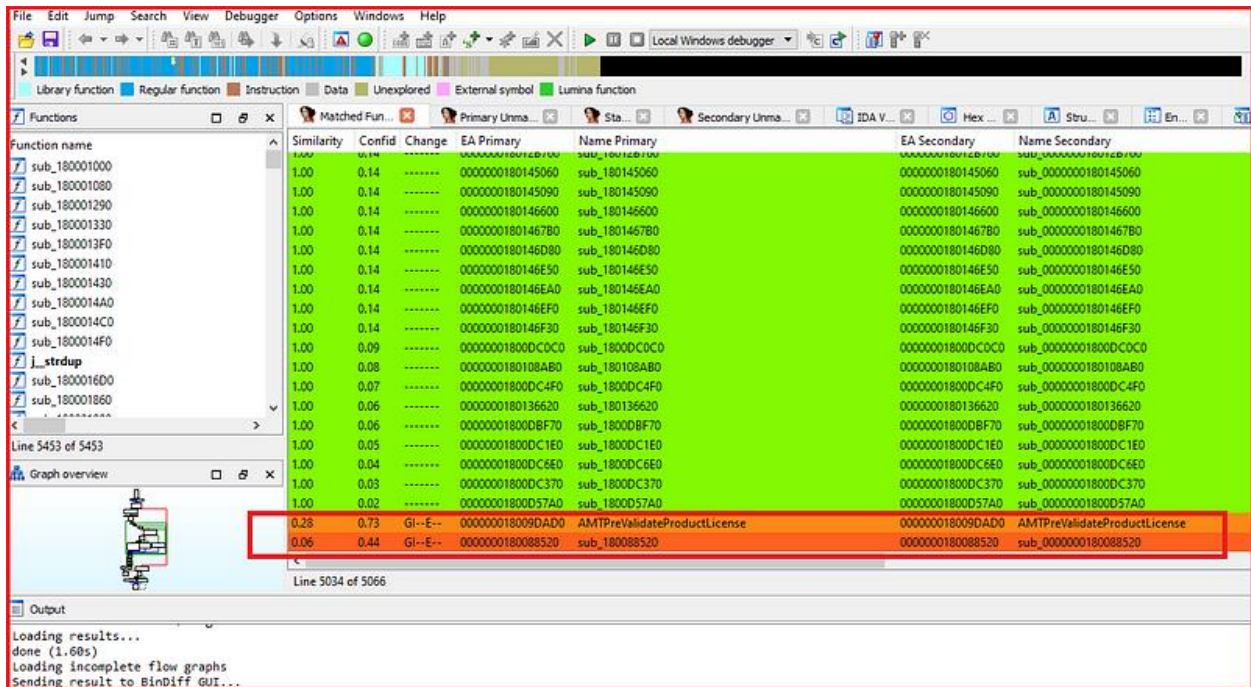 File Edit Jump Search View Debugger Options Windows Help
Local Windows debugger
Library function Regular function Instruction Data Unexplored External symbol Lumina function
Functions Matched Fun... Primary Unma... Sta... Secondary Unma... IDA V... Hex ... Stru... En...
Function name Similarity Confid Change EA Primary Name Primary EA Secondary Name Secondary
sub_180001000
sub_180001080
sub_180001290
sub_180001330
sub_1800013F0
sub_180001410
sub_180001430
sub_1800014A0
sub_1800014C0
sub_1800014F0
j__strdup
sub_1800016D0
sub_180001860
Line 5453 of 5453
Graph overview
1.00 0.14 ------- 0000000180145060 sub_180145060 0000000180145060 sub_0000000180145060
1.00 0.14 ------- 0000000180145090 sub_180145090 0000000180145090 sub_0000000180145090
1.00 0.14 ------- 0000000180146600 sub_180146600 0000000180146600 sub_0000000180146600
1.00 0.14 ------- 00000001801467B0 sub_1801467B0 00000001801467B0 sub_00000001801467B0
1.00 0.14 ------- 0000000180146D80 sub_180146D80 0000000180146D80 sub_0000000180146D80
1.00 0.14 ------- 0000000180146E50 sub_180146E50 0000000180146E50 sub_0000000180146E50
1.00 0.14 ------- 0000000180146EA0 sub_180146EA0 0000000180146EA0 sub_0000000180146EA0
1.00 0.14 ------- 0000000180146EF0 sub_180146EF0 0000000180146EF0 sub_0000000180146EF0
1.00 0.14 ------- 0000000180146F30 sub_180146F30 0000000180146F30 sub_0000000180146F30
1.00 0.09 ------- 00000001800DC0C0 sub_1800DC0C0 00000001800DC0C0 sub_00000001800DC0C0
1.00 0.08 ------- 0000000180108AB0 sub_180108AB0 0000000180108AB0 sub_0000000180108AB0
1.00 0.07 ------- 00000001800DC4F0 sub_1800DC4F0 00000001800DC4F0 sub_00000001800DC4F0
1.00 0.06 ------- 0000000180136620 sub_180136620 0000000180136620 sub_0000000180136620
1.00 0.06 ------- 00000001800DBF70 sub_1800DBF70 00000001800DBF70 sub_00000001800DBF70
1.00 0.05 ------- 00000001800DC1E0 sub_1800DC1E0 00000001800DC1E0 sub_00000001800DC1E0
1.00 0.04 ------- 00000001800DC6E0 sub_1800DC6E0 00000001800DC6E0 sub_00000001800DC6E0
1.00 0.03 ------- 00000001800DC370 sub_1800DC370 00000001800DC370 sub_00000001800DC370
1.00 0.02 ------- 00000001800D57A0 sub_1800D57A0 00000001800D57A0 sub_00000001800D57A0
0.28 0.73 GI--E-- 000000018009DAD0 AMTPreValidateProductLicense 000000018009DAD0 AMTPreValidateProductLicense
0.06 0.44 GI--E-- 0000000180088520 sub_180088520 0000000180088520 sub_0000000180088520
Line 5034 of 5066
Output
Loading results...
done (1.60s)
Loading incomplete flow graphs
Sending result to BinDiff GUI...